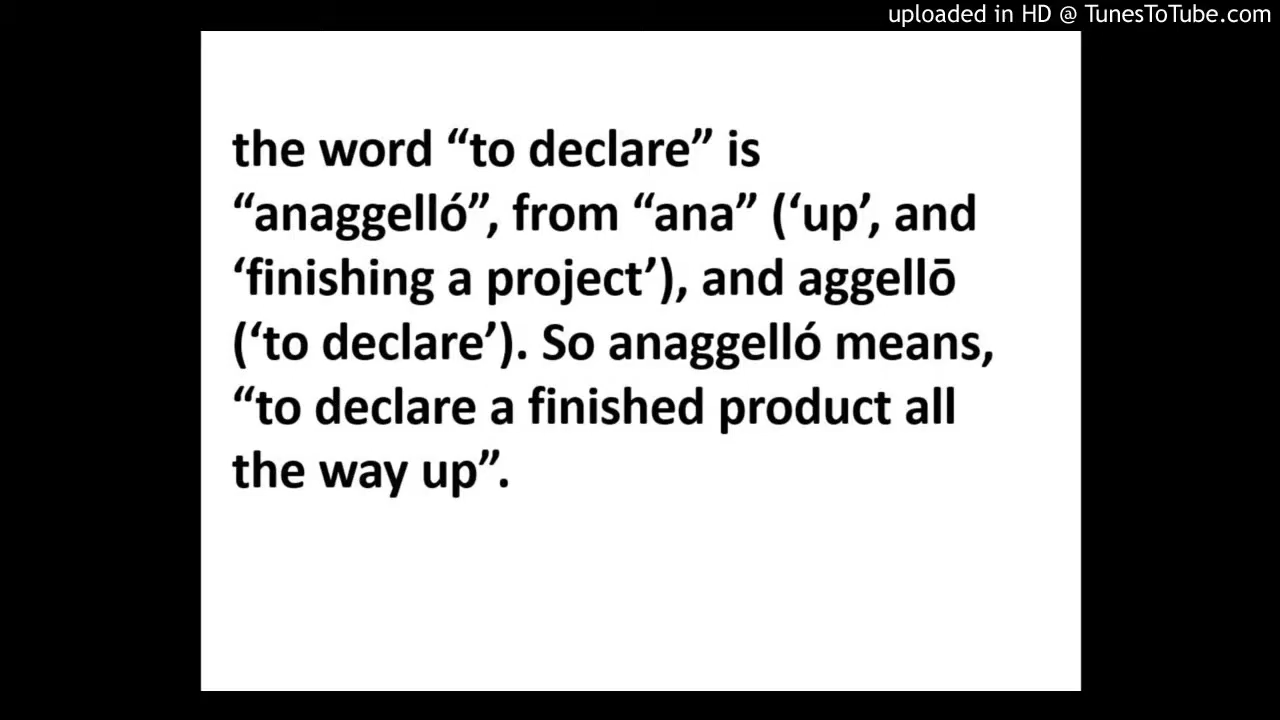 uploaded in HD @ TunesToTube.com
the word “to declare” is
“anaggelló”, from “ana” (‘up’, and
‘finishing a project’), and aggellō
(‘to declare’). So anaggelló means,
“to declare a finished product all
the way up”.